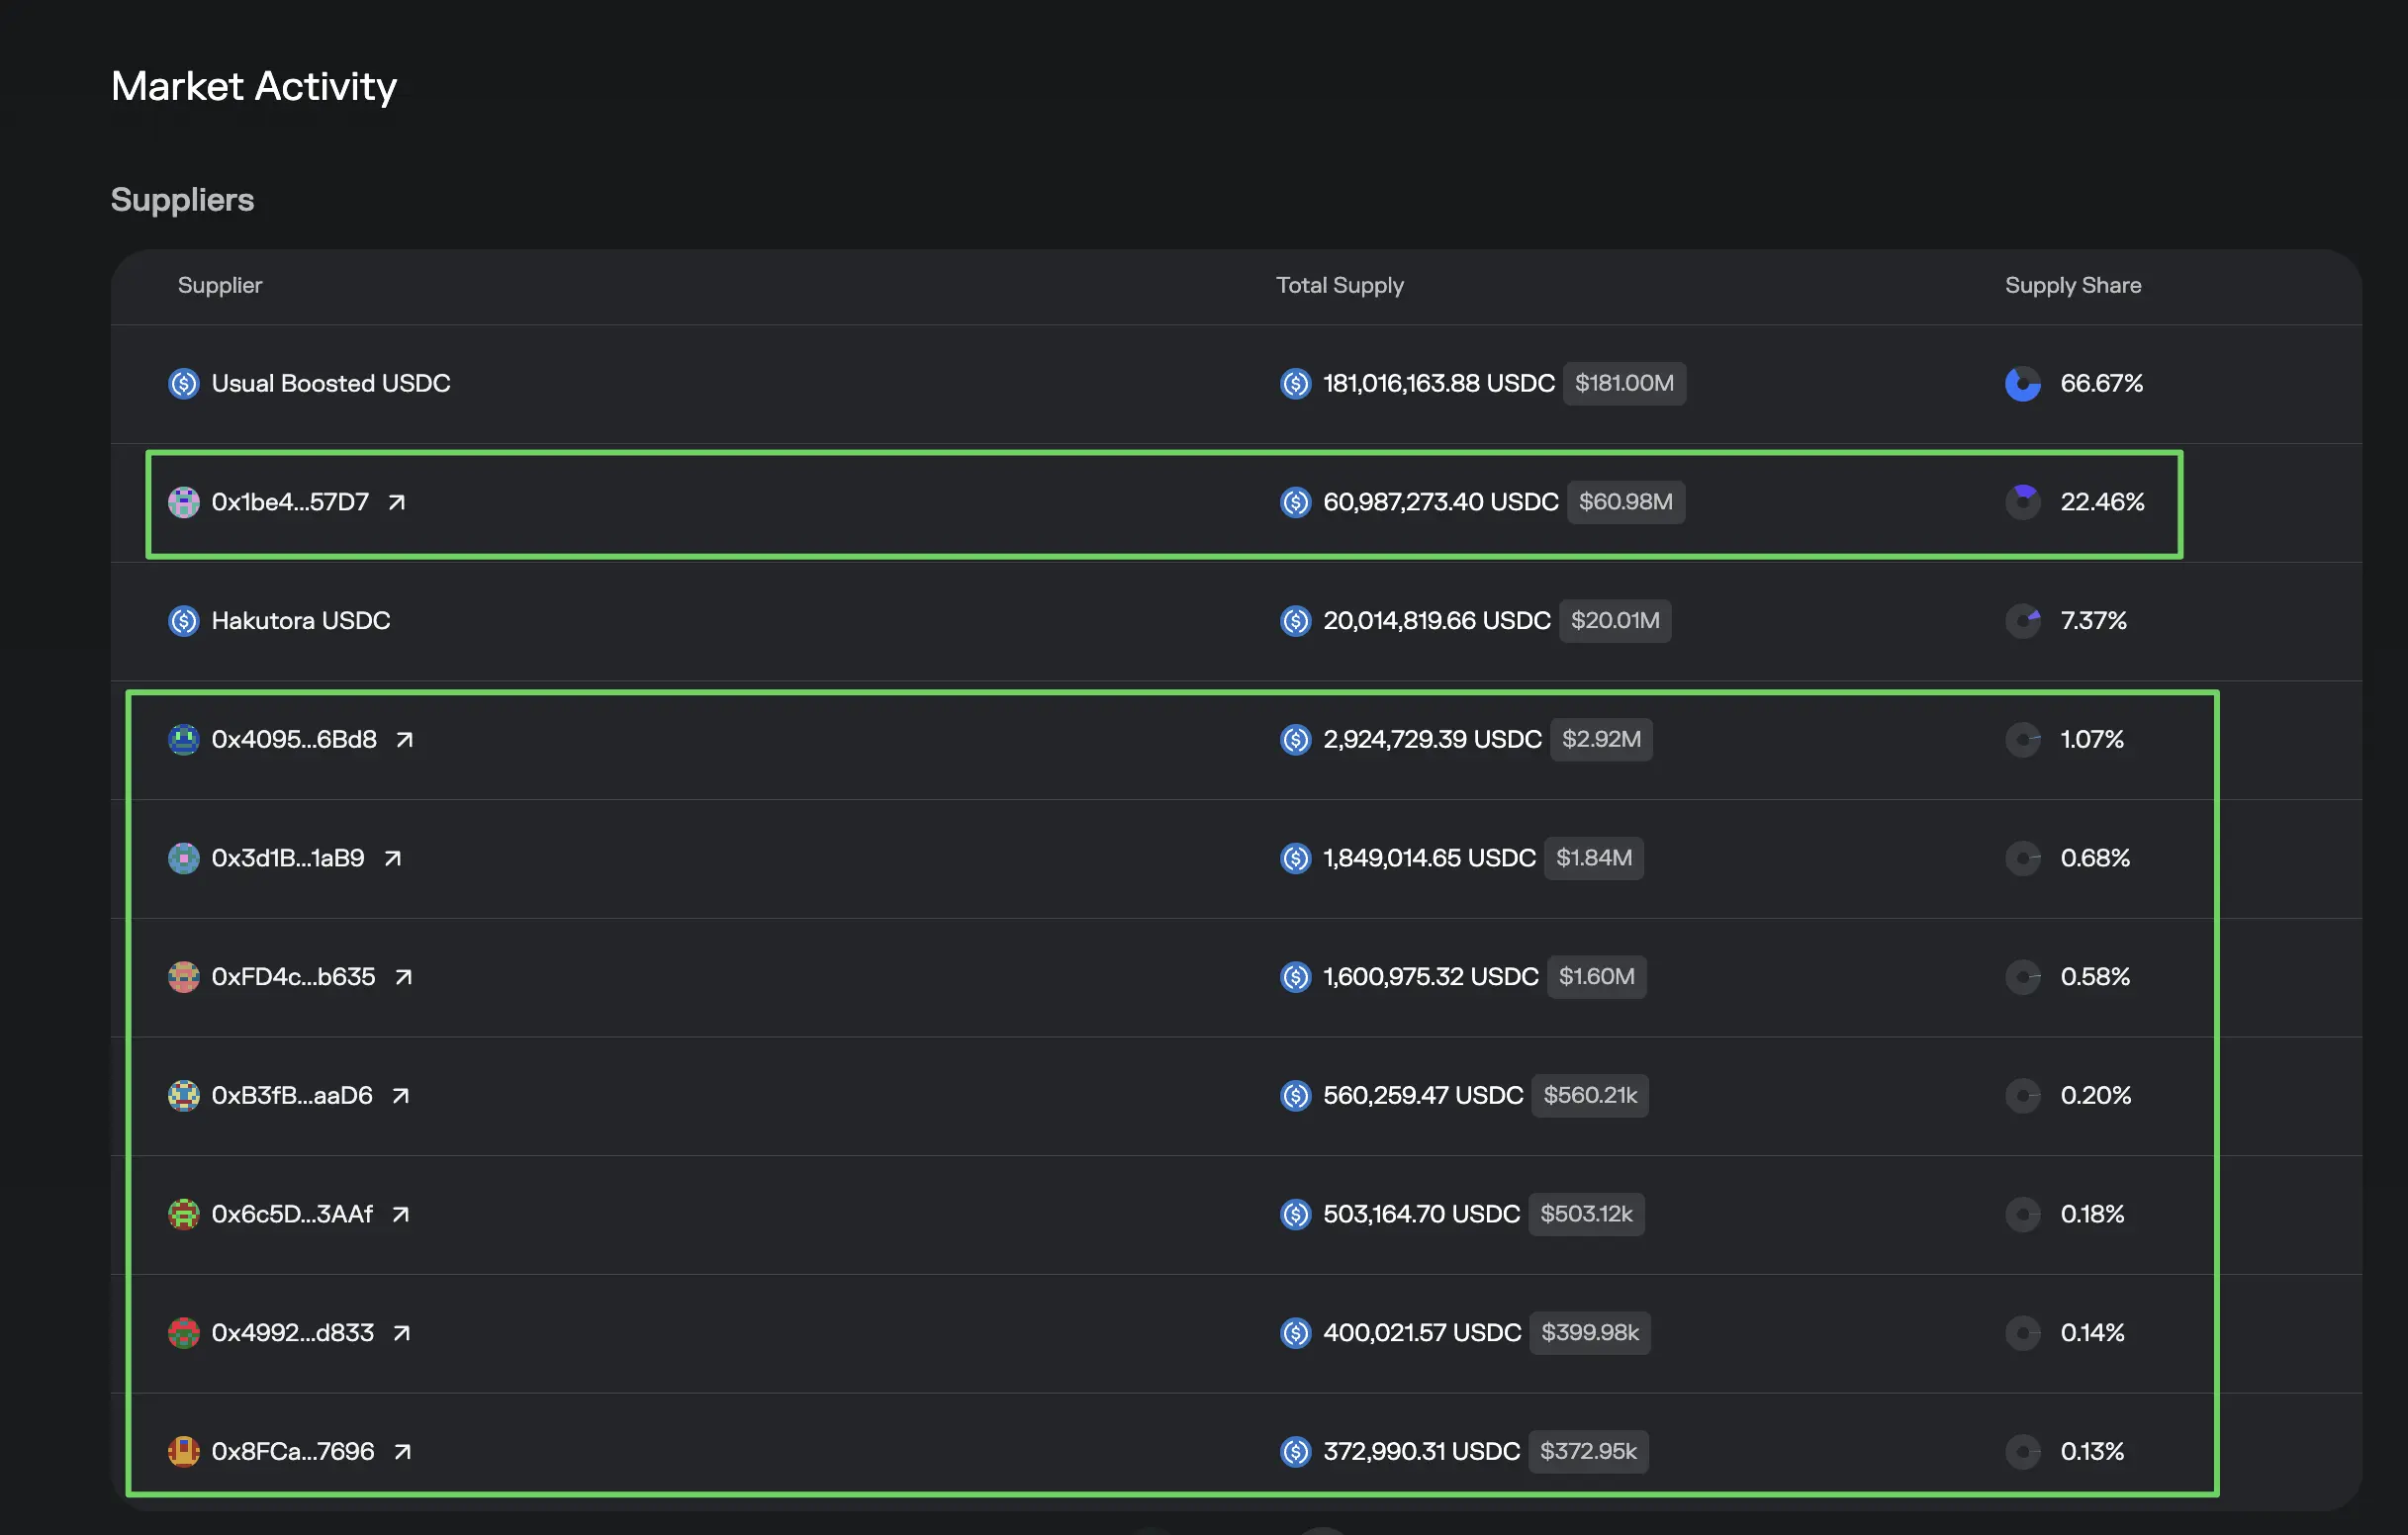 Market Activity
Suppliers
Supplier Total Supply Supply Share
Usual Boosted USDC 181,016,163.88 USDC $181.00M 66.67%
0x1be4...57D7 60,987,273.40 USDC $60.98M 22.46%
Hakutora USDC 20,014,819.66 USDC $20.01M 7.37%
0x4095...6Bd8 2,924,729.39 USDC $2.92M 1.07%
0x3d1B...1aB9 1,849,014.65 USDC $1.84M 0.68%
0xFD4c...b635 1,600,975.32 USDC $1.60M 0.58%
0xB3fB...aaD6 560,259.47 USDC $560.21k 0.20%
0x6c5D...3AAf 503,164.70 USDC $503.12k 0.18%
0x4992...d833 400,021.57 USDC $399.98k 0.14%
0x8FCa...7696 372,990.31 USDC $372.95k 0.13%